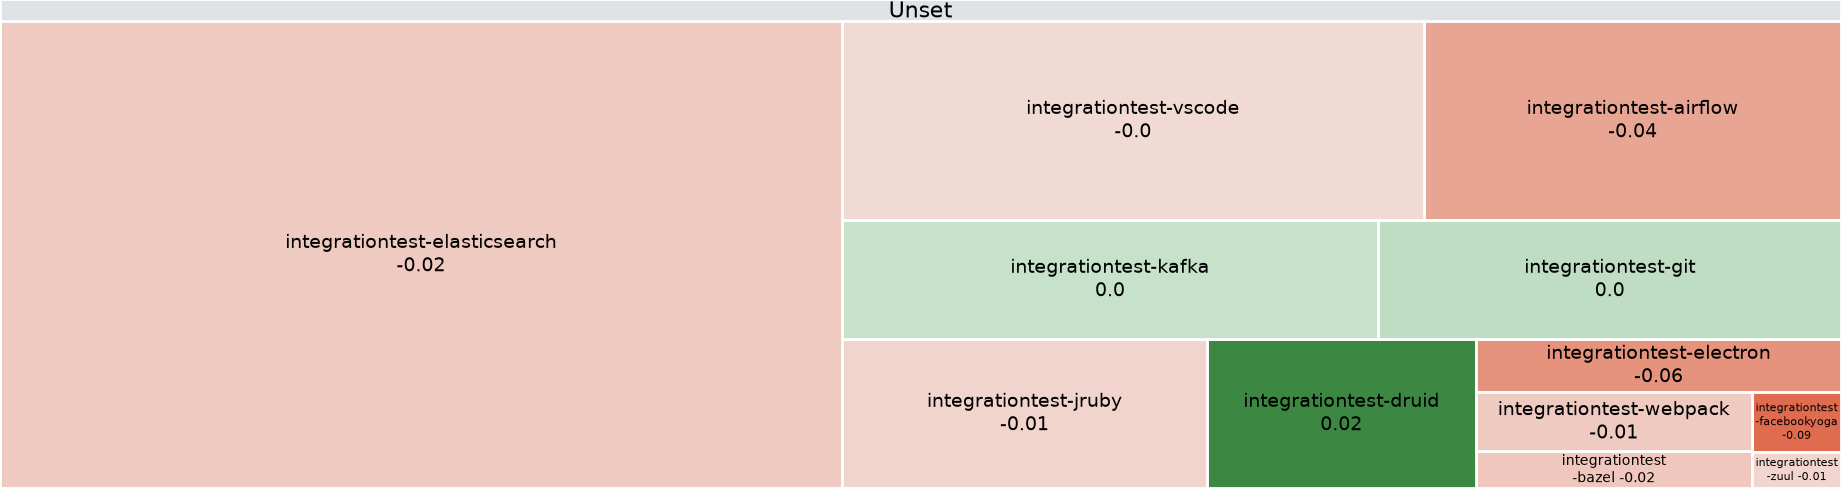 Unset
integrationtest-elasticsearch
-0.02
integrationtest-vscode
-0.0
integrationtest-airflow
-0.04
integrationtest-kafka
0.0
integrationtest-git
0.0
integrationtest-jruby
-0.01
integrationtest-druid
0.02
integrationtest-electron
-0.06
integrationtest-webpack
-0.01
integrationtest
-facebookyoga
-0.09
integrationtest
-bazel -0.02
integrationtest
-zuul -0.01